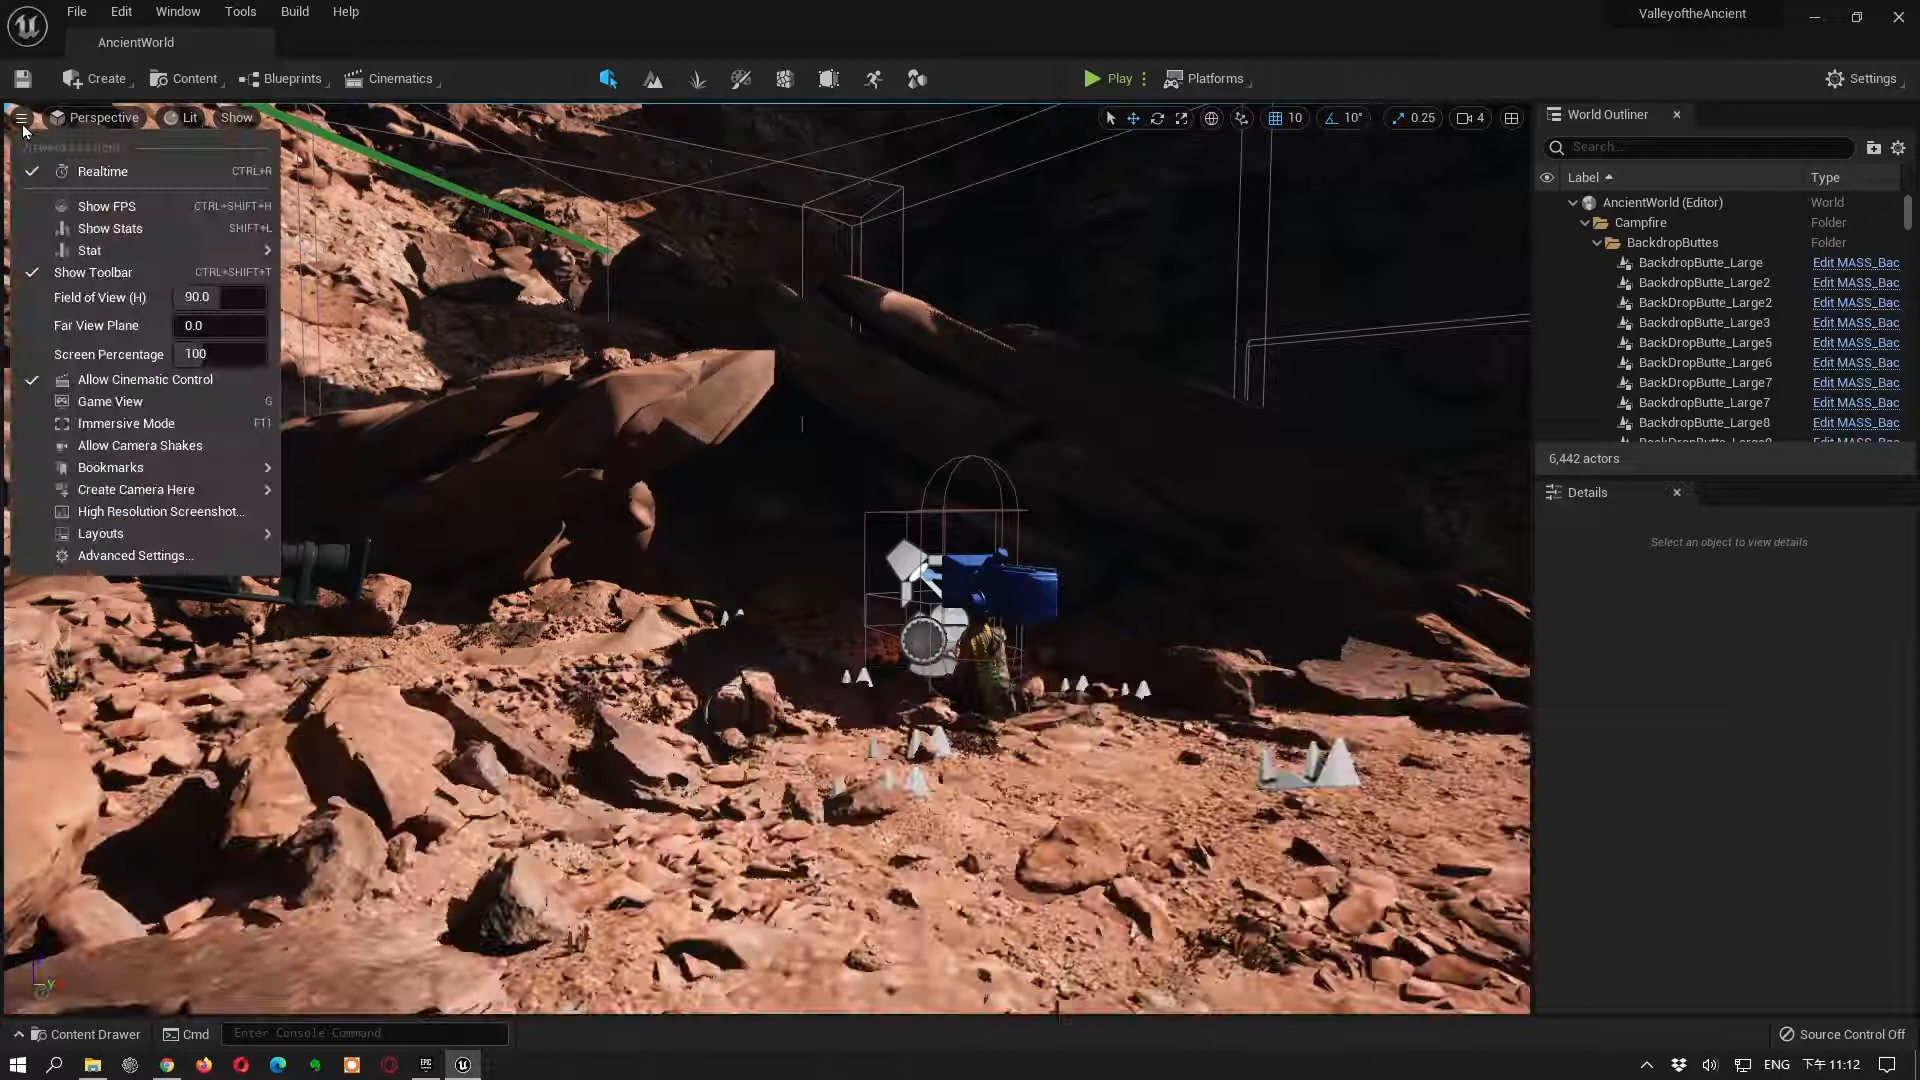 File Edit Window Tools Build Help
ValleyoftheAncient
AncientWorld
Create Content Blueprints Cinematics Play Platforms Settings
Perspective Lit Show 10 10° 0.25 4
Realtime CTRL+R
Show FPS CTRL+SHIFT+H
Show Stats SHIFT+L
Stat
Show Toolbar CTRL+SHIFT+T
Field of View (H) 90.0
Far View Plane 0.0
Screen Percentage 100
Allow Cinematic Control
Game View G
Immersive Mode F11
Allow Camera Shakes
Bookmarks
Create Camera Here
High Resolution Screenshot...
Layouts
Advanced Settings...
World Outliner
Search...
Label Type
AncientWorld (Editor) World
Campfire Folder
BackdropButtes Folder
BackdropButte_Large Edit MASS_Bac
BackdropButte_Large2 Edit MASS_Bac
BackDropButte_Large2 Edit MASS_Bac
BackdropButte_Large3 Edit MASS_Bac
BackDropButte_Large5 Edit MASS_Bac
BackDropButte_Large6 Edit MASS_Bac
BackDropButte_Large7 Edit MASS_Bac
BackdropButte_Large7 Edit MASS_Bac
BackdropButte_Large8 Edit MASS_Bac
6,442 actors
Details
Select an object to view details
Y
Content Drawer Cmd Enter Console Command Source Control Off
EPIC ENG 下午 11:12